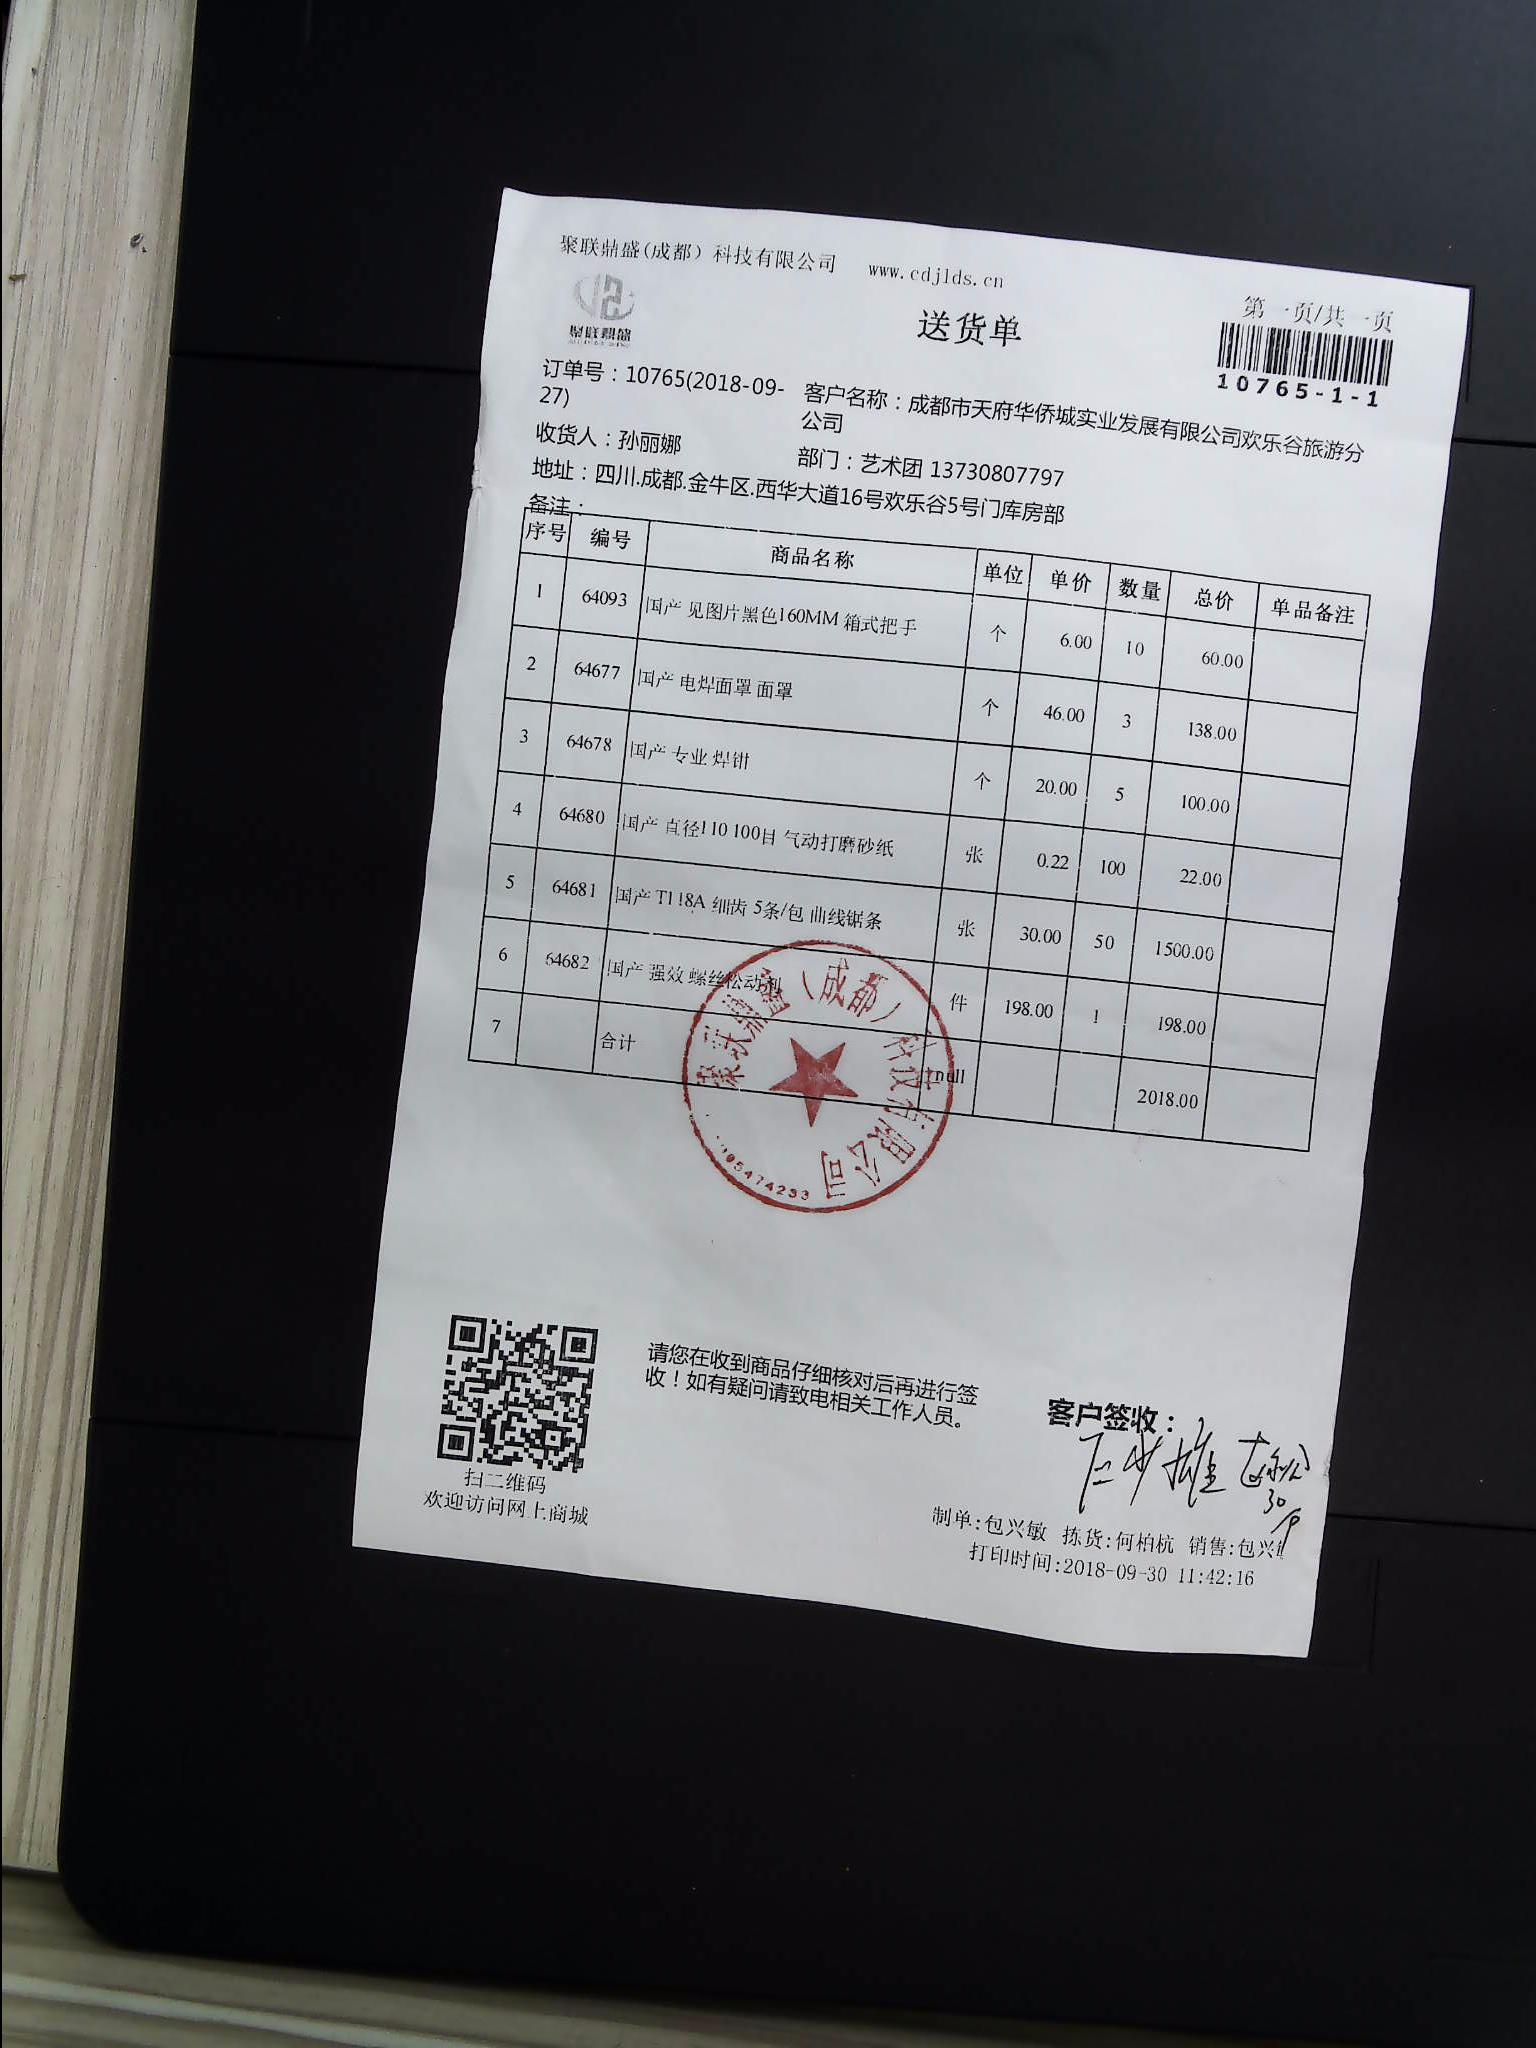 聚联鼎盛(成都) 科技有限公司 www.cdjlds.cn
聚联鼎盛
送货单
第一页/共一页
10765-1-1
订单号：10765(2018-09-
27)
客户名称：成都市天府华侨城实业发展有限公司欢乐谷旅游分
公司
收货人：孙丽娜 部门：艺术团 13730807797
地址：四川.成都.金牛区.西华大道16号欢乐谷5号门库房部
备注：
序号 编号 商品名称 单位 单价 数量 总价 单品备注
1 64093 国产 见图片黑色160MM 箱式把手 个 6.00 10 60.00
2 64677 国产 电焊面罩 面罩 个 46.00 3 138.00
3 64678 国产 专业 焊钳 个 20.00 5 100.00
4 64680 国产 直径110 100目 气动打磨砂纸 张 0.22 100 22.00
5 64681 国产 T118A 细齿 5条/包 曲线锯条 张 30.00 50 1500.00
6 64682 国产 强效 螺丝松动剂 件 198.00 1 198.00
7 合计 null 2018.00
聚联鼎盛（成都）科技有限公司
95474233
请您在收到商品仔细核对后再进行签
收！如有疑问请致电相关工作人员。
客户签收：
扫二维码
欢迎访问网上商城
30/9
制单:包兴敏 拣货:何柏杭 销售:包兴敏
打印时间:2018-09-30 11:42:16